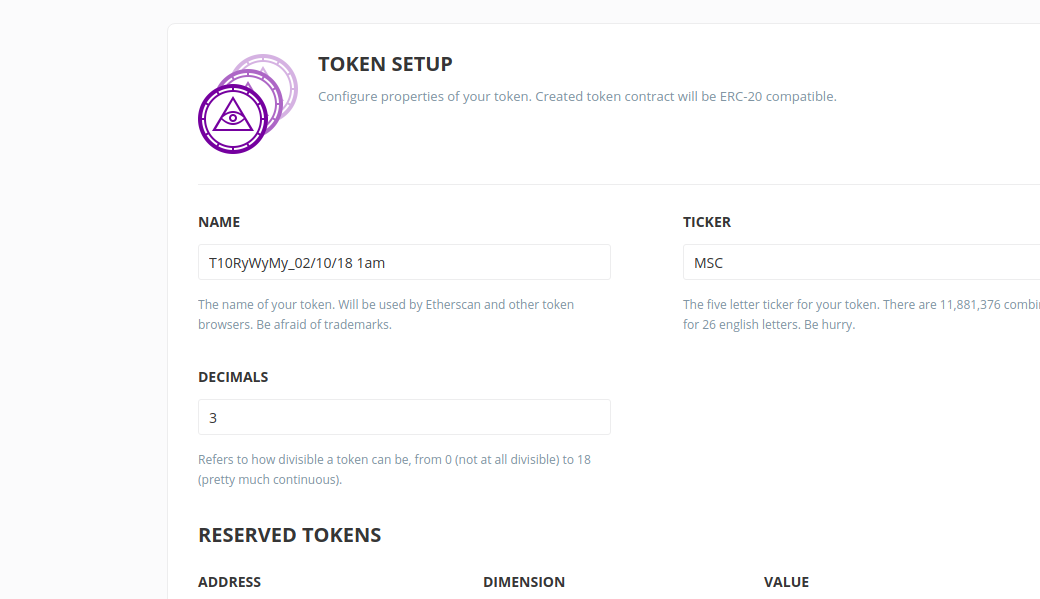 TOKEN SETUP
Configure properties of your token. Created token contract will be ERC-20 compatible.
NAME
T10RyWyMy_02/10/18 1am
The name of your token. Will be used by Etherscan and other token
browsers. Be afraid of trademarks.
TICKER
MSC
The five letter ticker for your token. There are 11,881,376
for 26 english letters. Be hurry.
DECIMALS
3
Refers to how divisible a token can be, from 0 (not at all divisible) to 18
(pretty much continuous).
RESERVED TOKENS
ADDRESS DIMENSION VALUE